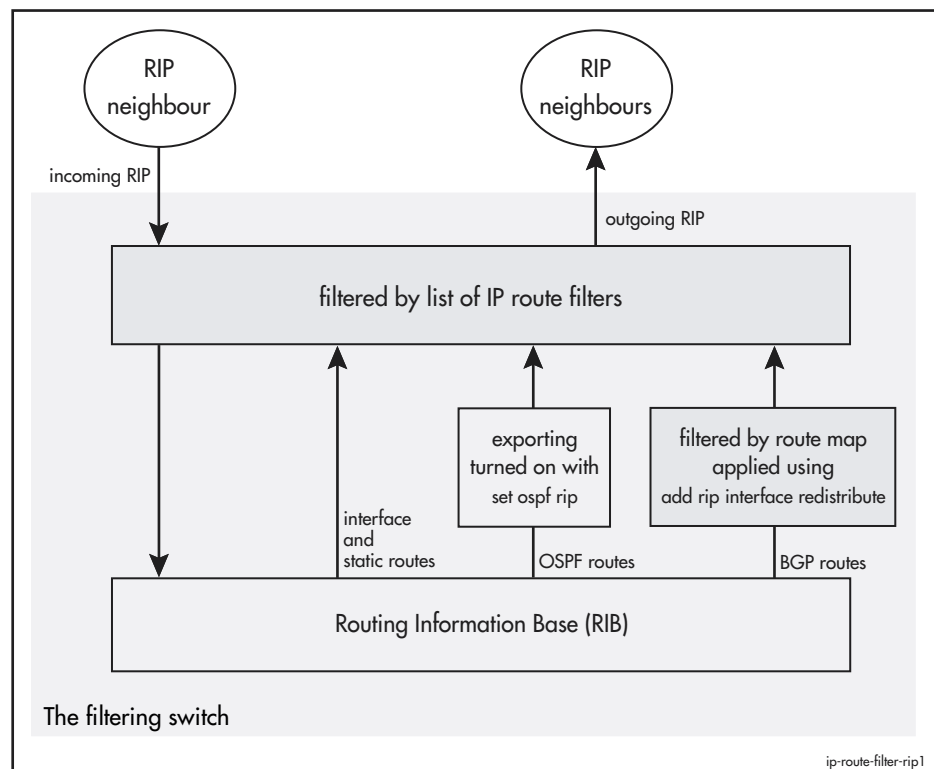 RIP
neighbour
RIP
neighbours
incoming RIP
outgoing RIP
filtered by list of IP route filters
exporting
turned on with
set ospf rip
filtered by route map
applied using
add rip interface redistribute
interface
and
static routes
OSPF routes
BGP routes
Routing Information Base (RIB)
The filtering switch
ip-route-filter-rip1